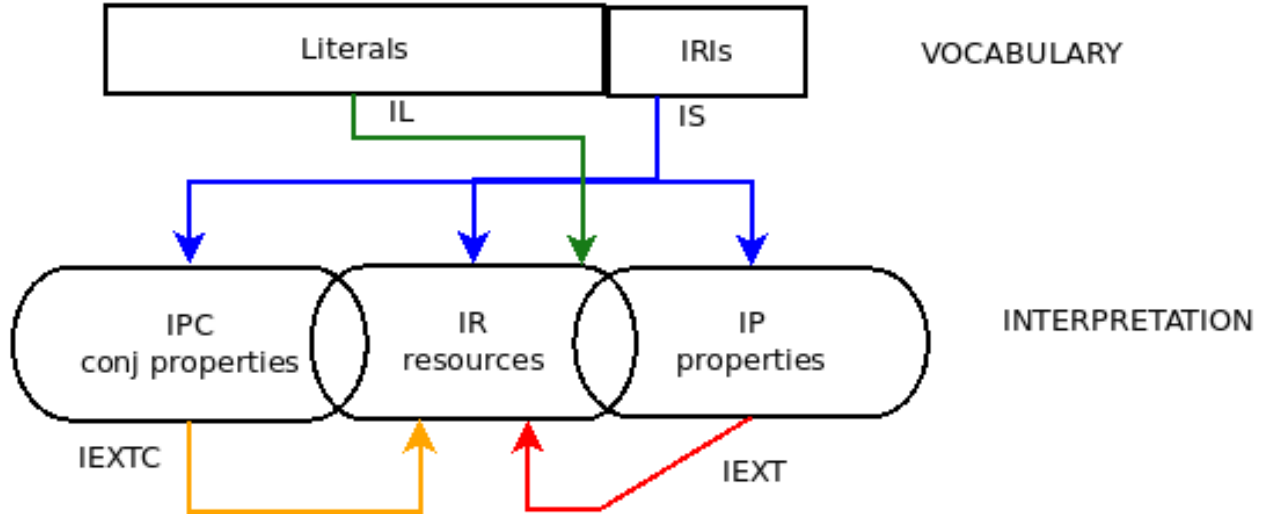 Literals
IRIs
VOCABULARY
IL
IS
IPC
conj properties
IR
resources
IP
properties
INTERPRETATION
IEXTC
IEXT